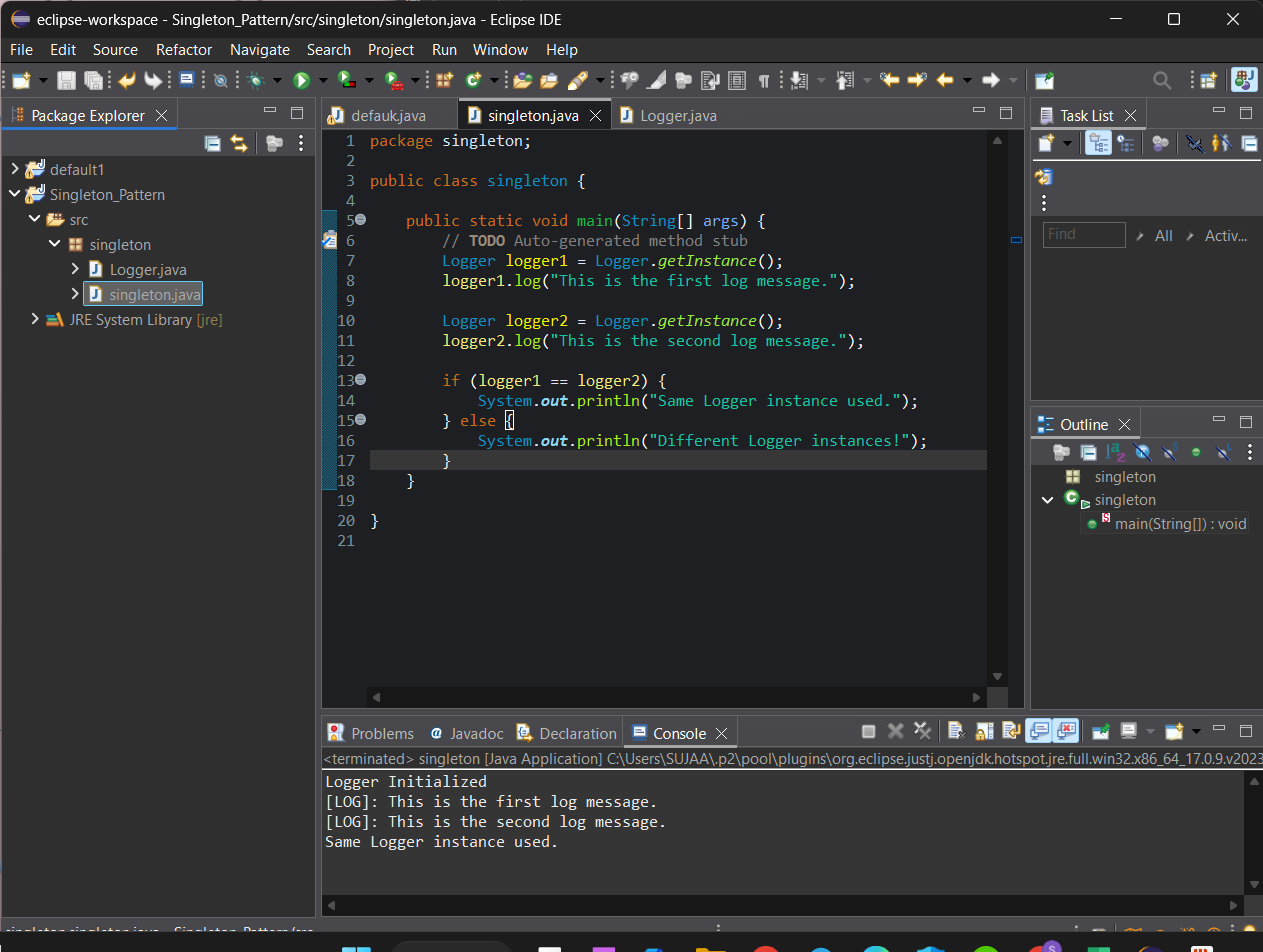 eclipse-workspace - Singleton_Pattern/src/singleton/singleton.java - Eclipse IDE
File Edit Source Refactor Navigate Search Project Run Window Help
Package Explorer
default1
Singleton_Pattern
src
singleton
Logger.java
singleton.java
JRE System Library [jre]
defauk.java singleton.java Logger.java
1 package singleton;
2
3 public class singleton {
4
5 public static void main(String[] args) {
6 // TODO Auto-generated method stub
7 Logger logger1 = Logger.getInstance();
8 logger1.log("This is the first log message.");
9
10 Logger logger2 = Logger.getInstance();
11 logger2.log("This is the second log message.");
12
13 if (logger1 == logger2) {
14 System.out.println("Same Logger instance used.");
15 } else {
16 System.out.println("Different Logger instances!");
17 }
18 }
19
20 }
21
Task List
Find All Activ...
Outline
singleton
singleton
main(String[]) : void
Problems Javadoc Declaration Console
<terminated> singleton [Java Application] C:\Users\SUJAA\.p2\pool\plugins\org.eclipse.justj.openjdk.hotspot.jre.full.win32.x86_64_17.0.9.v2023
Logger Initialized
[LOG]: This is the first log message.
[LOG]: This is the second log message.
Same Logger instance used.